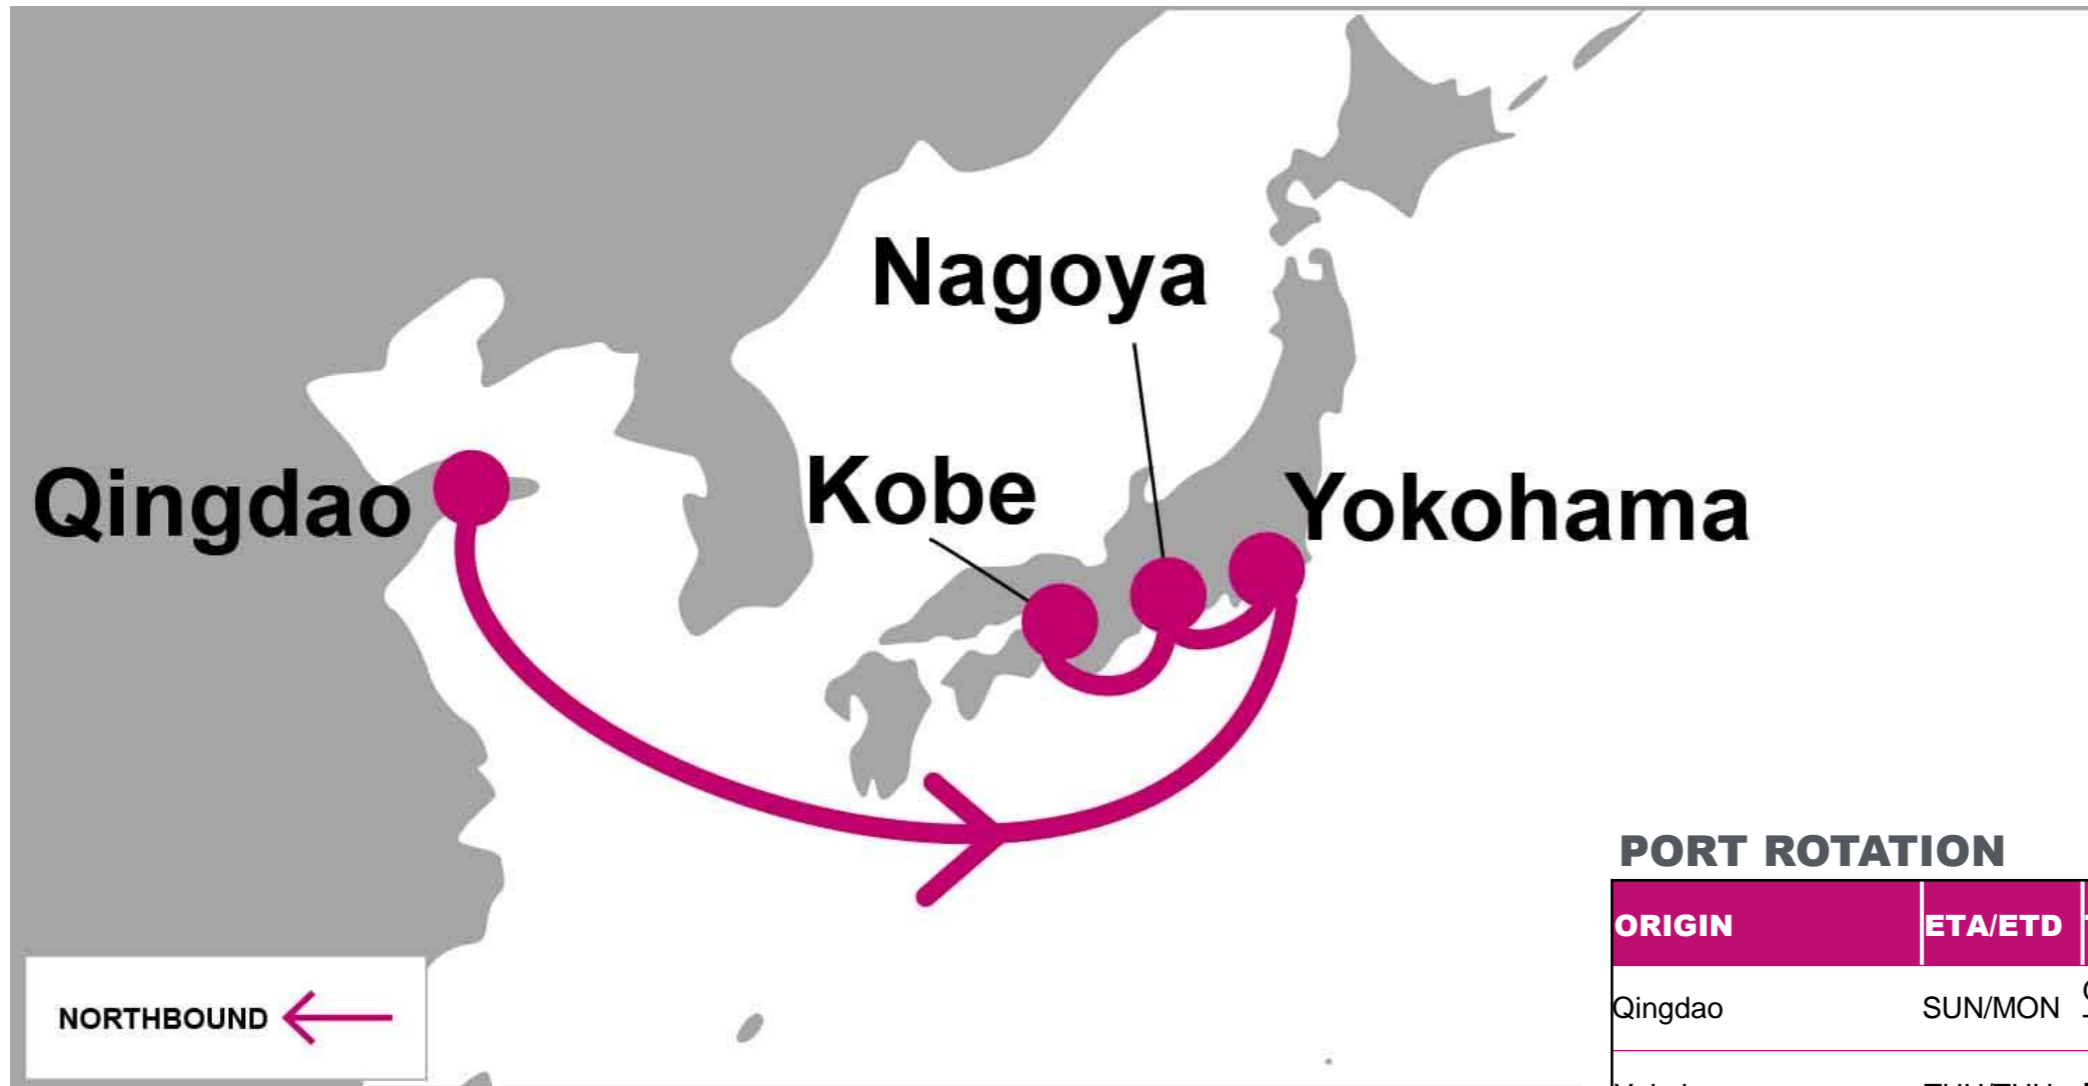 Nagoya
Kobe
Qingdao
Yokohama
PORT ROTATION
ORIGIN ETA/ETD
Qingdao SUN/MON
NORTHBOUND